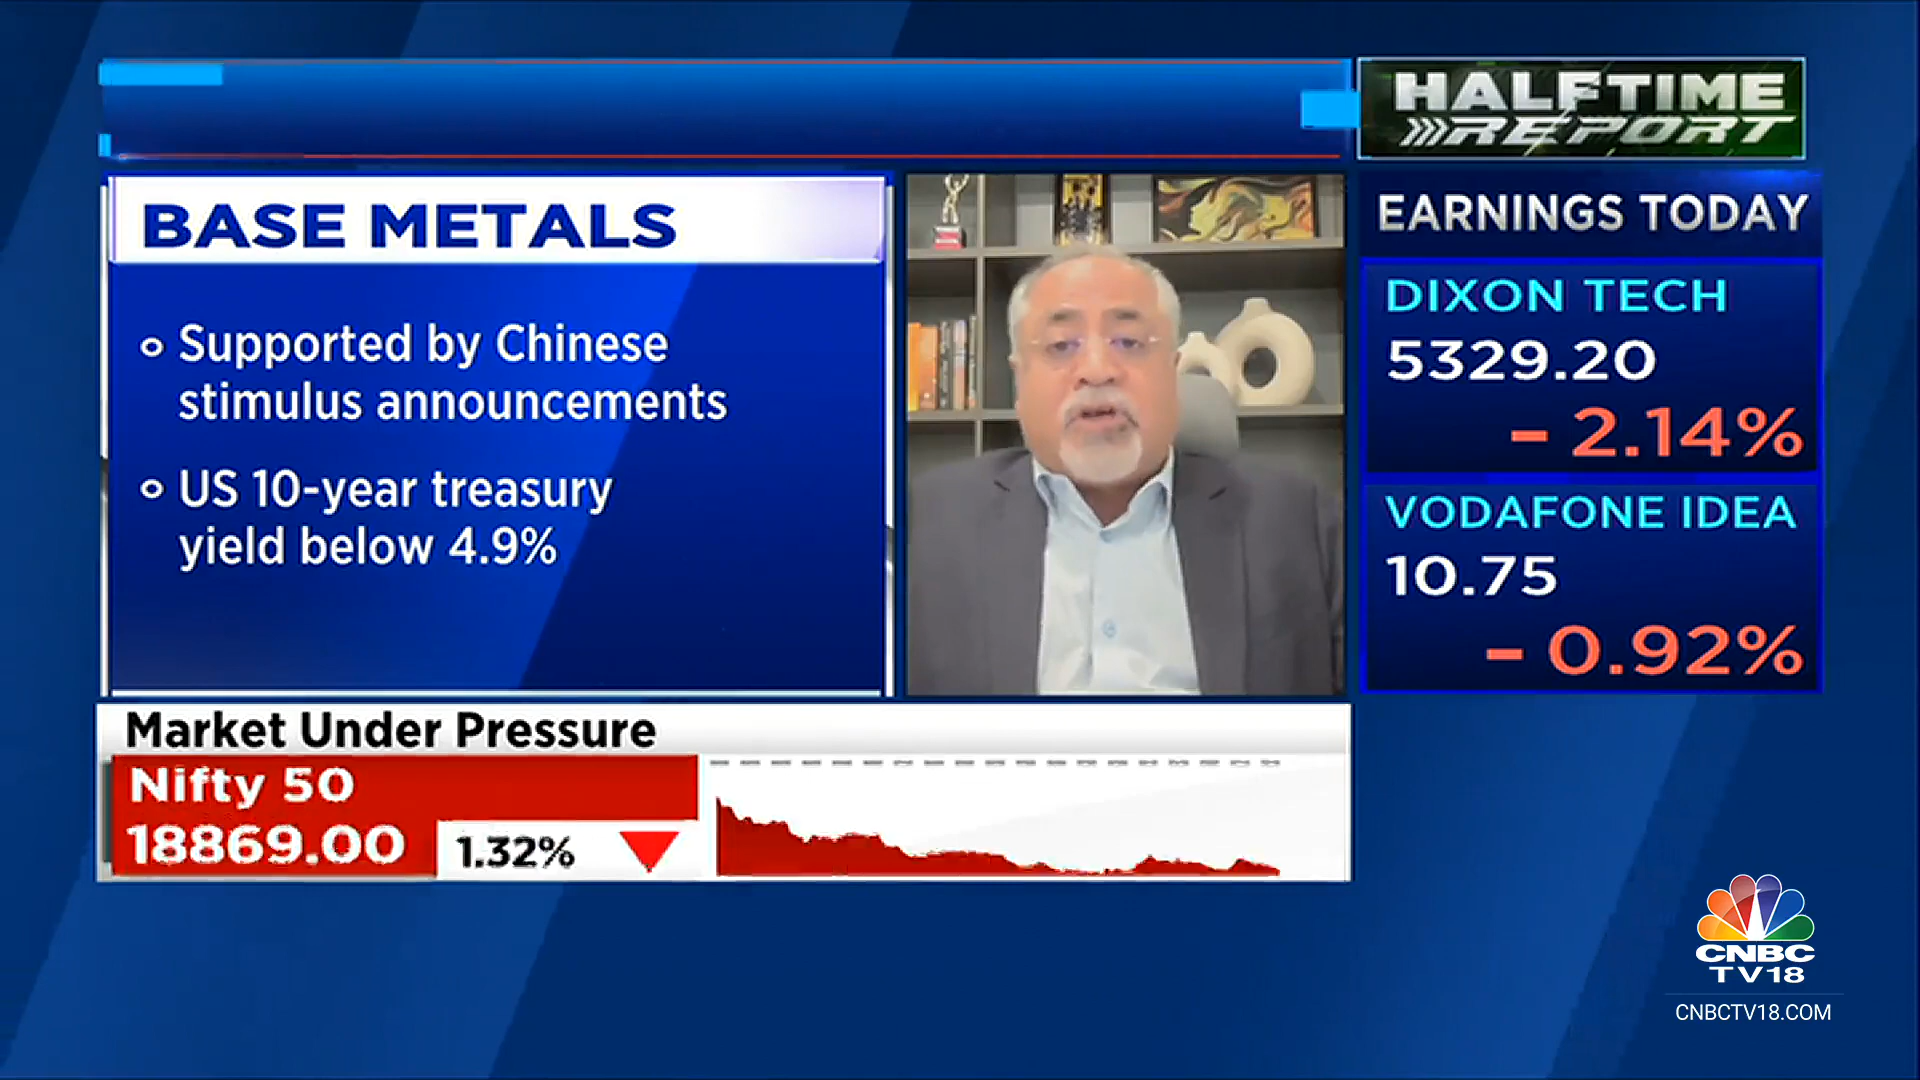 HALFTIME
REPORT
BASE METALS
Supported by Chinese
stimulus announcements
US 10-year treasury
yield below 4.9%
EARNINGS TODAY
DIXON TECH
5329.20
- 2.14%
VODAFONE IDEA
10.75
- 0.92%
Market Under Pressure
Nifty 50
18869.00
1.32%
CNBC
TV18
CNBCTV18.COM